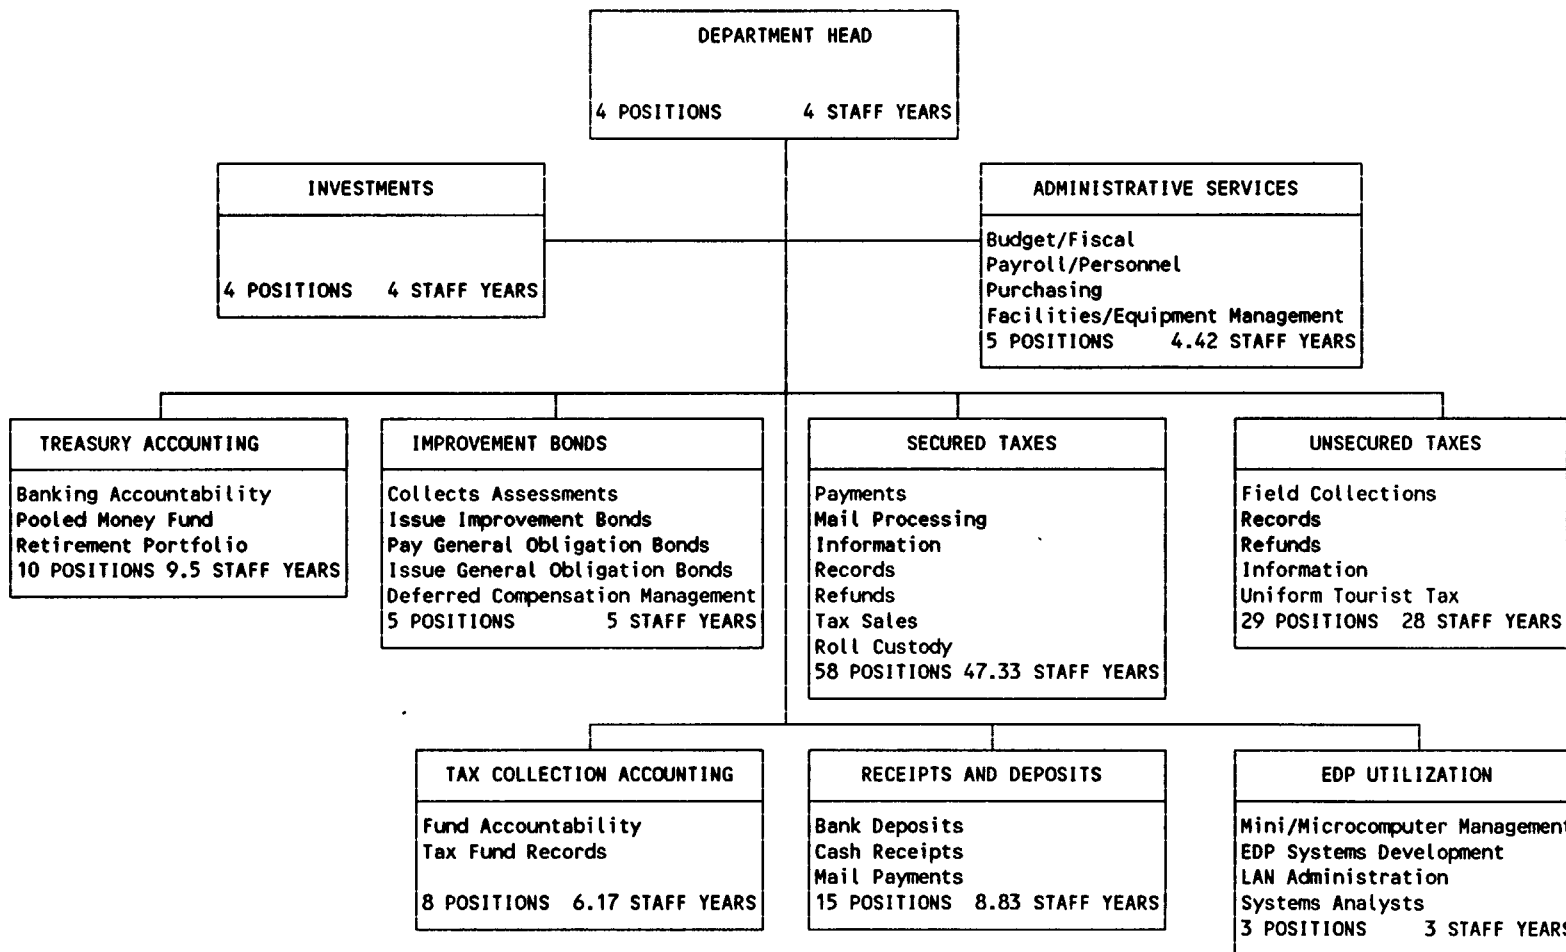 DEPARTMENT HEAD
4 POSITIONS 4 STAFF YEARS
INVESTMENTS
4 POSITIONS 4 STAFF YEARS
ADMINISTRATIVE SERVICES
Budget/Fiscal
Payroll/Personnel
Purchasing
Facilities/Equipment Management
5 POSITIONS 4.42 STAFF YEARS
TREASURY ACCOUNTING
Banking Accountability
Pooled Money Fund
Retirement Portfolio
10 POSITIONS 9.5 STAFF YEARS
IMPROVEMENT BONDS
Collects Assessments
Issue Improvement Bonds
Pay General Obligation Bonds
Issue General Obligation Bonds
Deferred Compensation Management
5 POSITIONS 5 STAFF YEARS
SECURED TAXES
Payments
Mail Processing
Information
Records
Refunds
Tax Sales
Roll Custody
58 POSITIONS 47.33 STAFF YEARS
UNSECURED TAXES
Field Collections
Records
Refunds
Information
Uniform Tourist Tax
29 POSITIONS 28 STAFF YEARS
TAX COLLECTION ACCOUNTING
Fund Accountability
Tax Fund Records
8 POSITIONS 6.17 STAFF YEARS
RECEIPTS AND DEPOSITS
Bank Deposits
Cash Receipts
Mail Payments
15 POSITIONS 8.83 STAFF YEARS
EDP UTILIZATION
Mini/Microcomputer Management
EDP Systems Development
LAN Administration
Systems Analysts
3 POSITIONS 3 STAFF YEARS